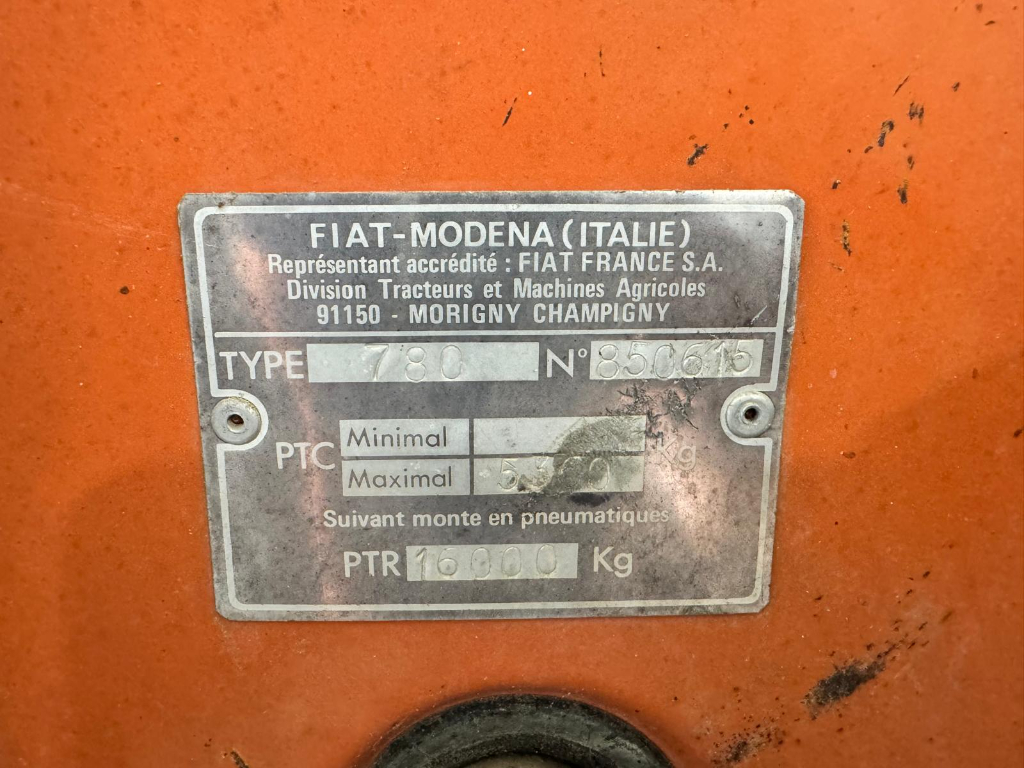 FIAT-MODENA (ITALIE)
Représentant accrédité : FIAT FRANCE S.A.
Division Tracteurs et Machines Agricoles
91150 - MORIGNY CHAMPIGNY
TYPE 780 N° 850615
PTC Minimal Kg
Maximal
Suivant monte en pneumatiques
PTR 16000 Kg